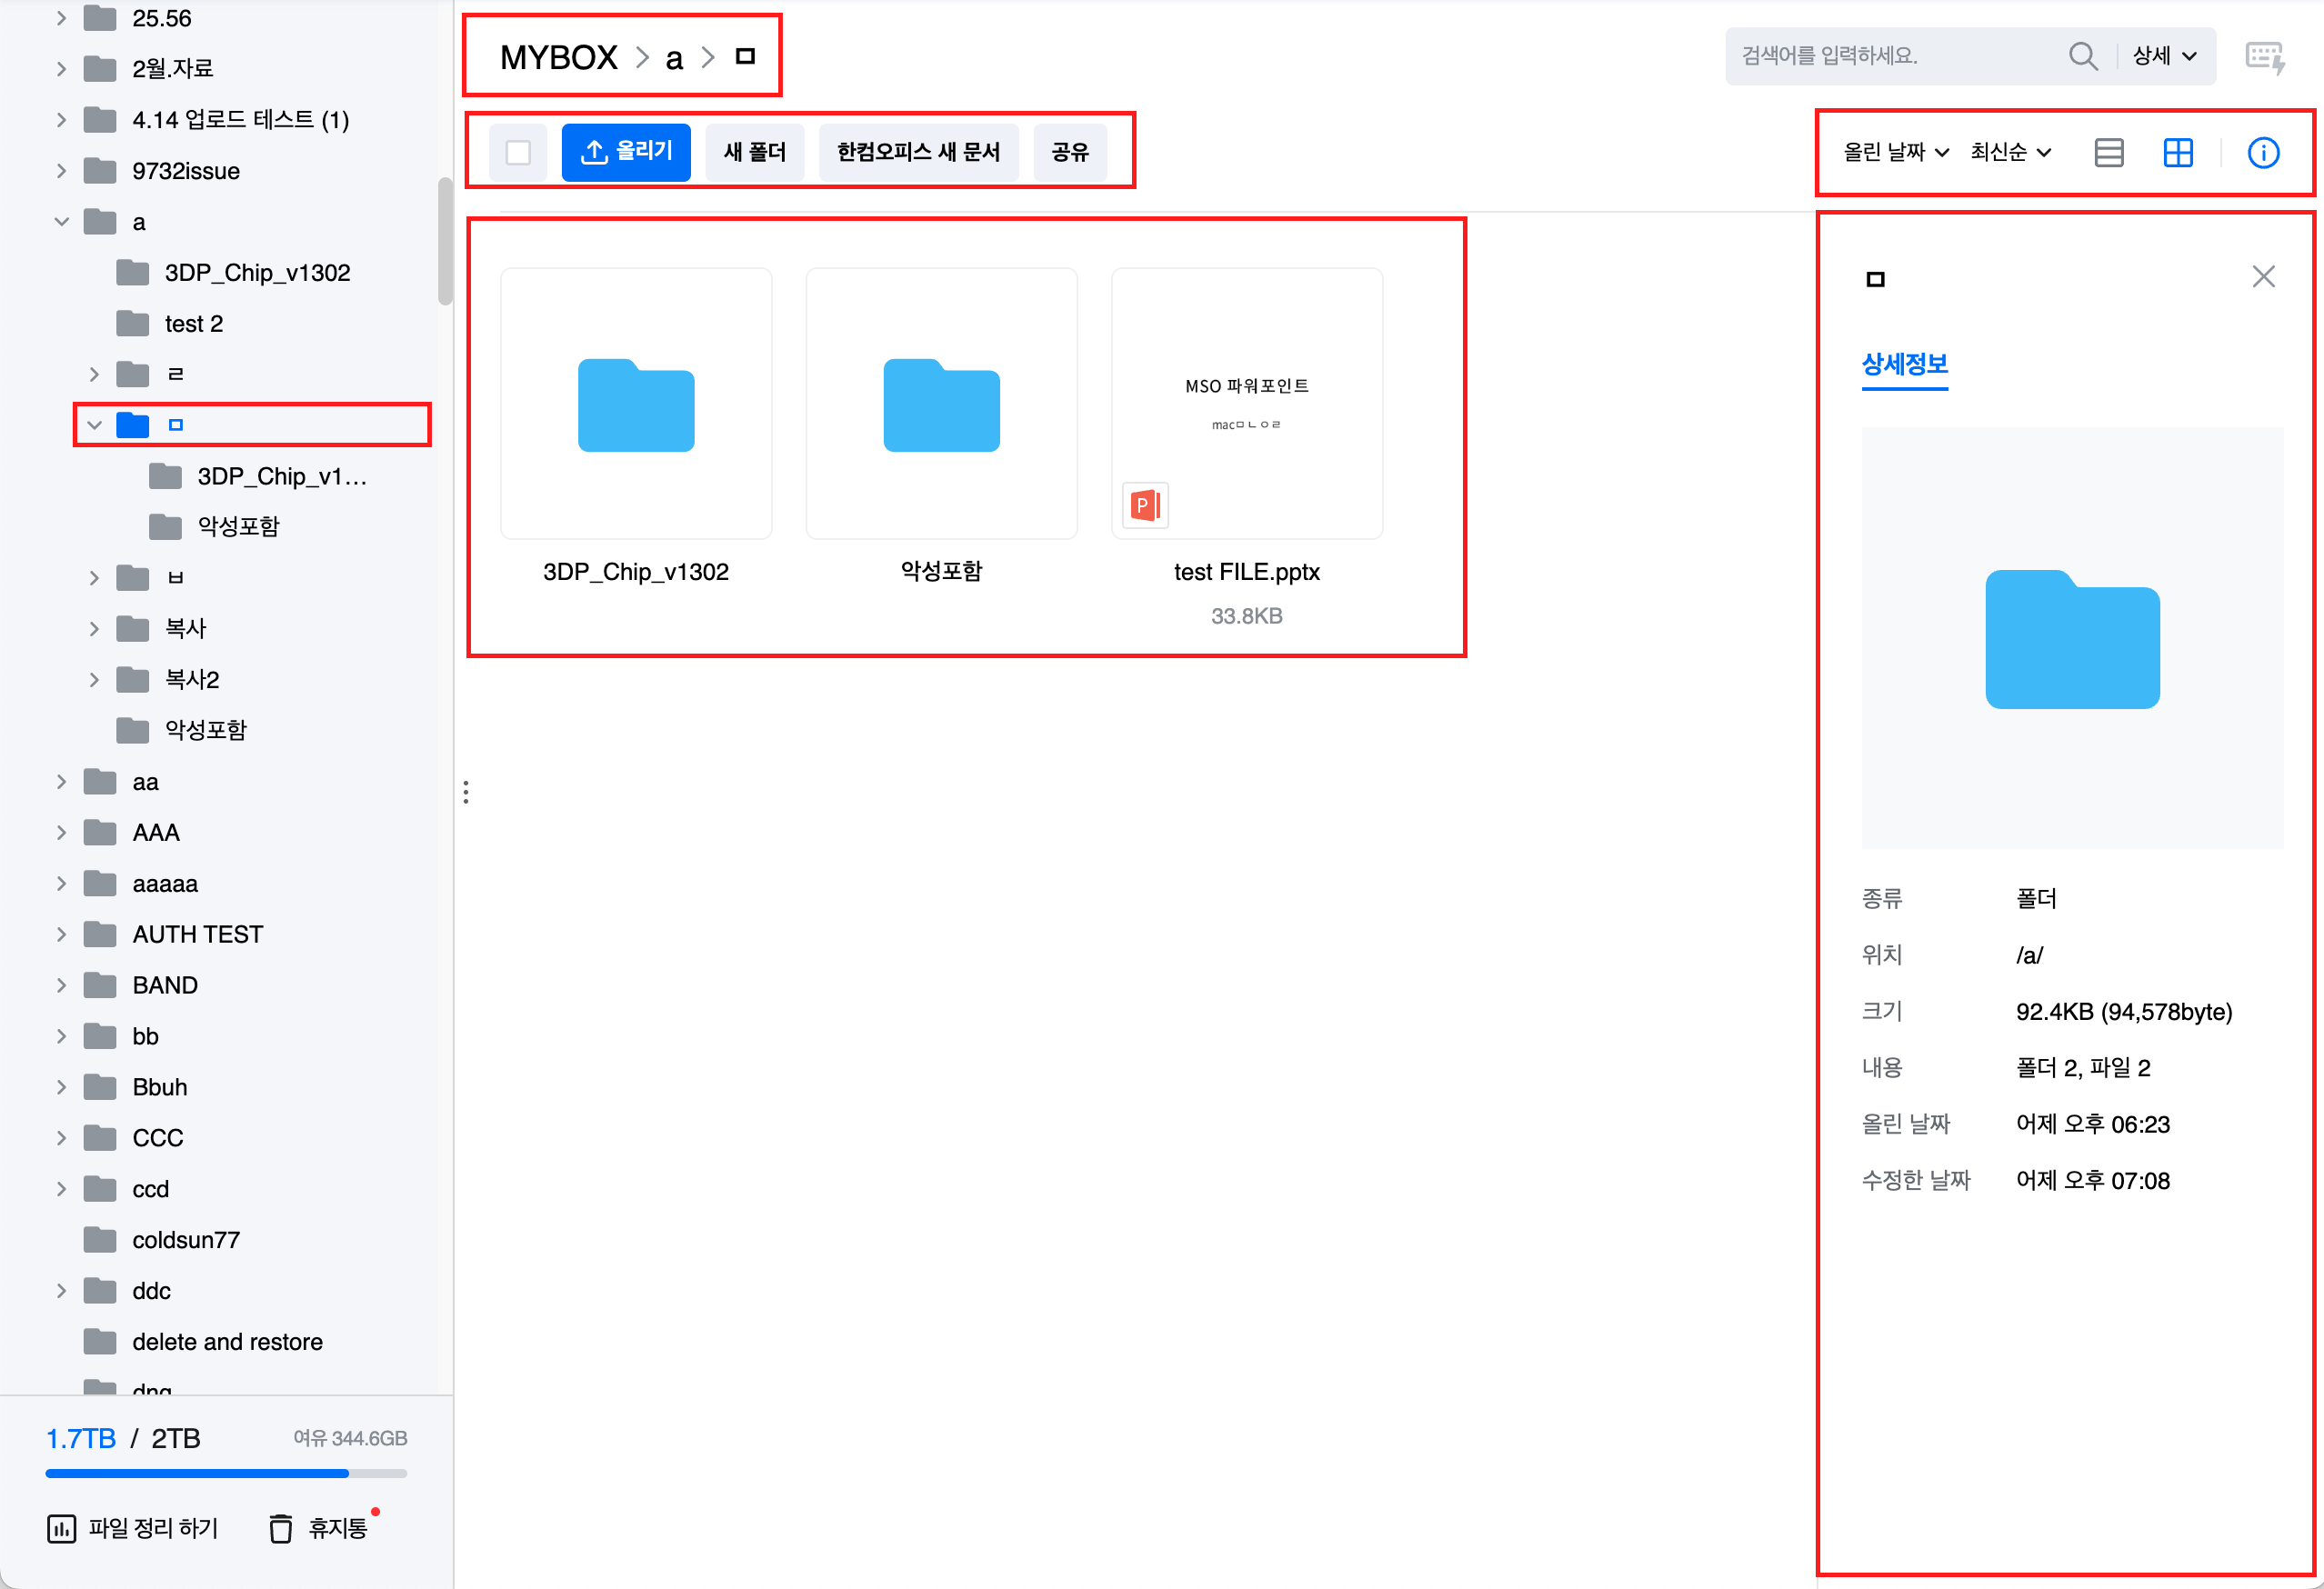 25.56
2월.자료
4.14 업로드 테스트 (1)
9732issue
a
3DP_Chip_v1302
test 2
ㄹ
ㅁ
3DP_Chip_v1...
악성포함
ㅂ
복사
복사2
악성포함
aa
AAA
aaaaa
AUTH TEST
BAND
bb
Bbuh
CCC
ccd
coldsun77
ddc
delete and restore
1.7TB / 2TB 여유 344.6GB
파일 정리 하기 휴지통
MYBOX > a > ㅁ
검색어를 입력하세요. 상세
올리기 새 폴더 한컴오피스 새 문서 공유
올린 날짜 최신순
MSO 파워포인트
macㅁㄴㅇㄹ
P
3DP_Chip_v1302 악성포함 test FILE.pptx
33.8KB
ㅁ
상세정보
종류 폴더
위치 /a/
크기 92.4KB (94,578byte)
내용 폴더 2, 파일 2
올린 날짜 어제 오후 06:23
수정한 날짜 어제 오후 07:08